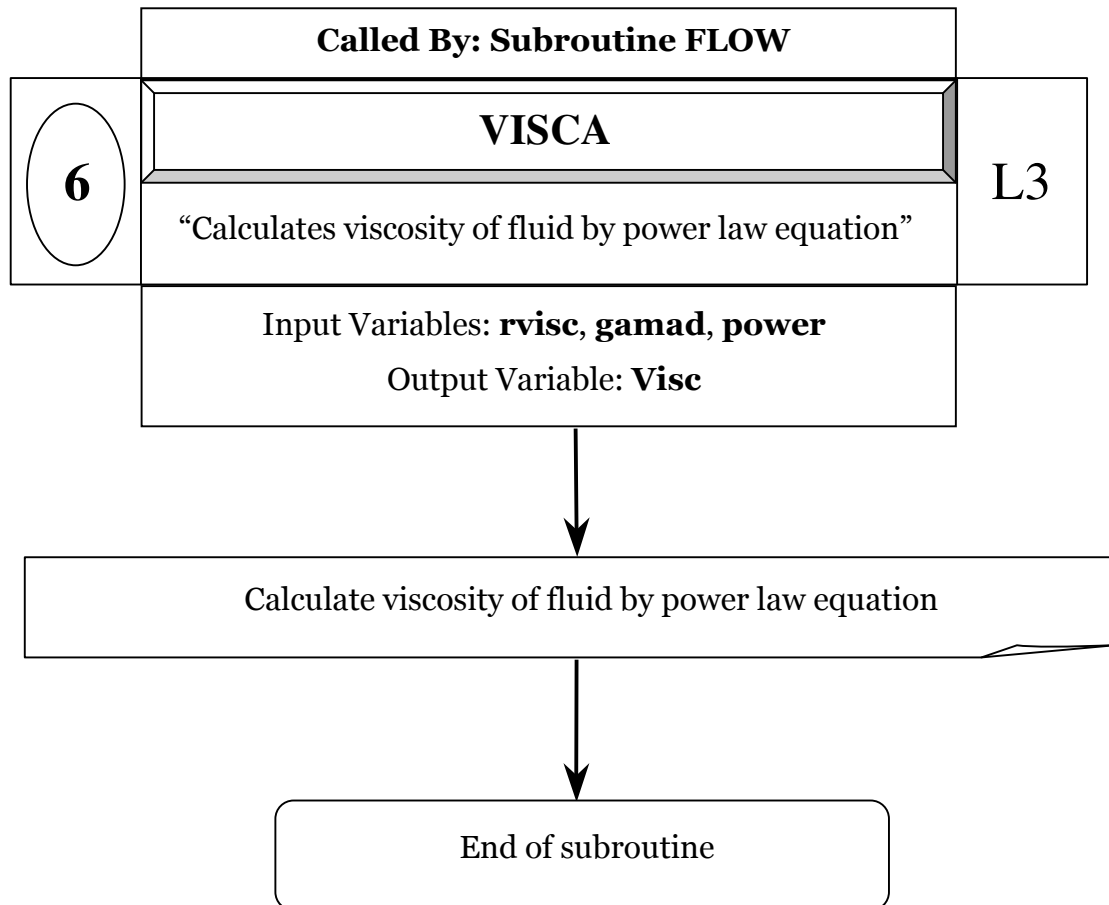 Called By: Subroutine FLOW
VISCA
6
L3
“Calculates viscosity of fluid by power law equation”
Input Variables: rvisc, gamad, power
Output Variable: Visc
Calculate viscosity of fluid by power law equation
End of subroutine